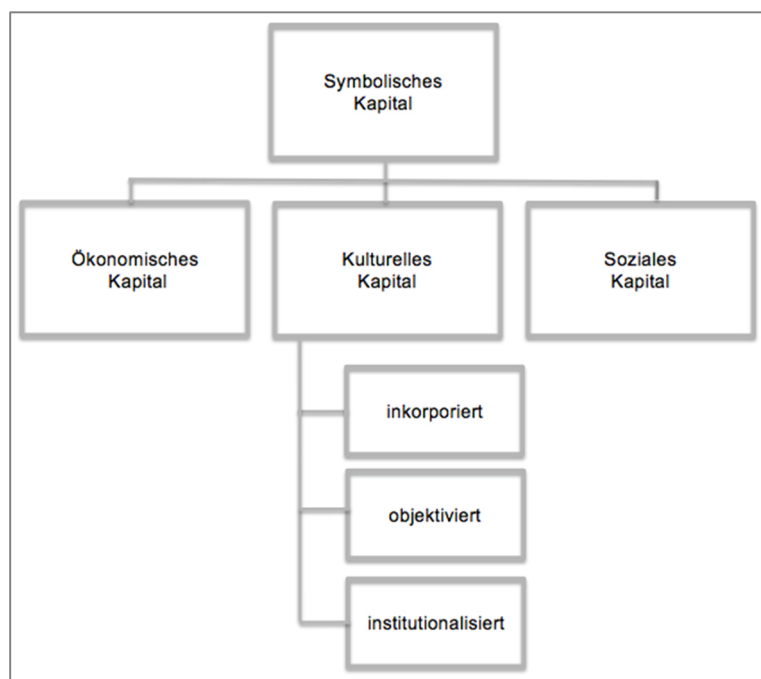 Symbolisches
Kapital
Ökonomisches
Kapital
Kulturelles
Kapital
Soziales
Kapital
inkorporiert
objektiviert
institutionalisiert